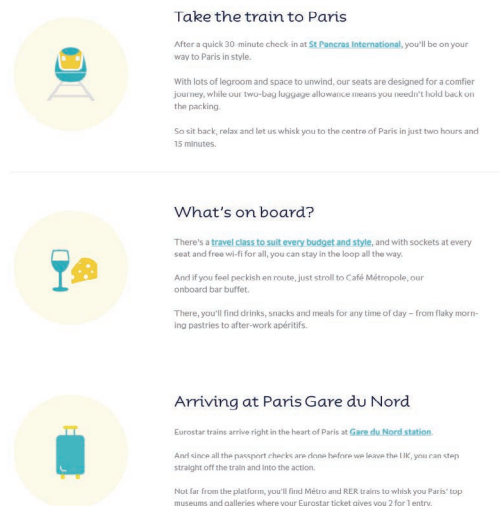 Take the train to Paris
After a quick 30-minute check-in at St Pancras International, you'll be on your
way to Paris in style.
With lots of legroom and space to unwind, our seats are designed for a comfier
journey, while our two-bag luggage allowance means you needn't hold back on
the packing.
So sit back, relax and let us whisk you to the centre of Paris in just two hours and
15 minutes.
What's on board?
There's a travel class to suit every budget and style, and with sockets at every
seat and free wi-fi for all, you can stay in the loop all the way.
And if you feel peckish en route, just stroll to Café Métropole, our
onboard bar buffet.
There, you'll find drinks, snacks and meals for any time of day – from flaky morn-
ing pastries to after-work apéritifs.
Arriving at Paris Gare du Nord
Eurostar trains arrive right in the heart of Paris at Gare du Nord station.
And since all the passport checks are done before we leave the UK, you can step
straight off the train and into the action.
Not far from the platform, you'll find Métro and RER trains to whisk you Paris' top
museums and galleries where your Eurostar ticket gives you 2 for 1 entry.